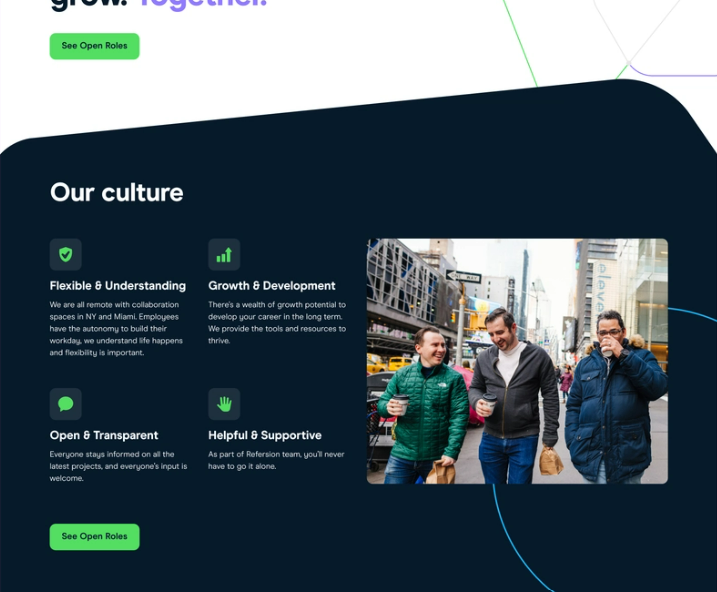 grow. Together.
See Open Roles
Our culture
Flexible & Understanding
We are all remote with collaboration
spaces in NY and Miami. Employees
have the autonomy to build their
workday, we understand life happens
and flexibility is important.
Growth & Development
There's a wealth of growth potential to
develop your career in the long term.
We provide the tools and resources to
thrive.
Open & Transparent
Everyone stays informed on all the
latest projects, and everyone's input is
welcome.
Helpful & Supportive
As part of Refersion team, you'll never
have to go it alone.
See Open Roles